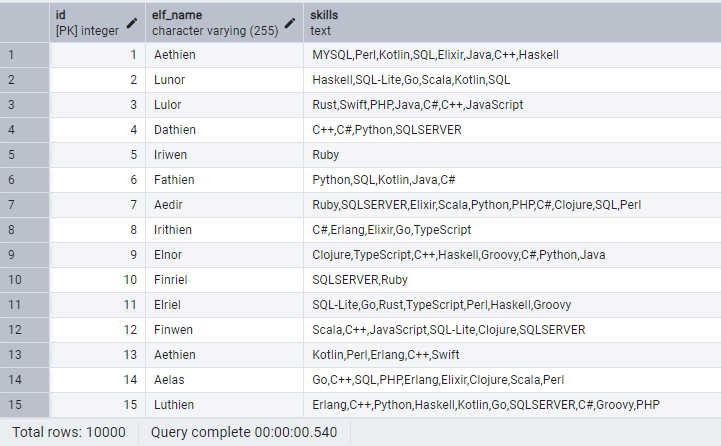 id elf_name skills
[PK] integer character varying (255) text
1 1 Aethien MYSQL,Perl,Kotlin,SQL,Elixir,Java,C++,Haskell
2 2 Lunor Haskell,SQL-Lite,Go,Scala,Kotlin,SQL
3 3 Lulor Rust,Swift,PHP,Java,C#,C++,JavaScript
4 4 Dathien C++,C#,Python,SQLSERVER
5 5 Iriwen Ruby
6 6 Fathien Python,SQL,Kotlin,Java,C#
7 7 Aedir Ruby,SQLSERVER,Elixir,Scala,Python,PHP,C#,Clojure,SQL,Perl
8 8 Irithien C#,Erlang,Elixir,Go,TypeScript
9 9 Elnor Clojure,TypeScript,C++,Haskell,Groovy,C#,Python,Java
10 10 Finriel SQLSERVER,Ruby
11 11 Elriel SQL-Lite,Go,Rust,TypeScript,Perl,Haskell,Groovy
12 12 Finwen Scala,C++,JavaScript,SQL-Lite,Clojure,SQLSERVER
13 13 Aethien Kotlin,Perl,Erlang,C++,Swift
14 14 Aelas Go,C++,SQL,PHP,Erlang,Elixir,Clojure,Scala,Perl
15 15 Luthien Erlang,C++,Python,Haskell,Kotlin,Go,SQLSERVER,C#,Groovy,PHP
Total rows: 10000 Query complete 00:00:00.540